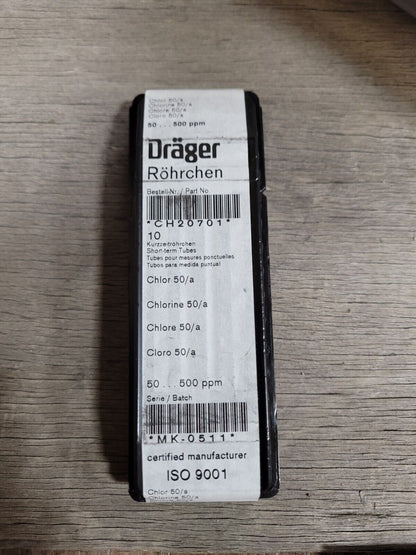 Chlor 50/a
Chlorine 50/a
Chlore 50/a
Cloro 50/a
50 ... 500 ppm
Dräger
Röhrchen
Bestell-Nr. / Part No.
*CH20701*
10
Kurzzeitröhrchen
Short-term Tubes
Tubes pour mesures ponctuelles
Tubos para medida puntual
Chlor 50/a
Chlorine 50/a
Chlore 50/a
Cloro 50/a
50 ... 500 ppm
Serie / Batch
*MK-0511*
certified manufacturer
ISO 9001
Chlor 50/a
Chlorine 50/a